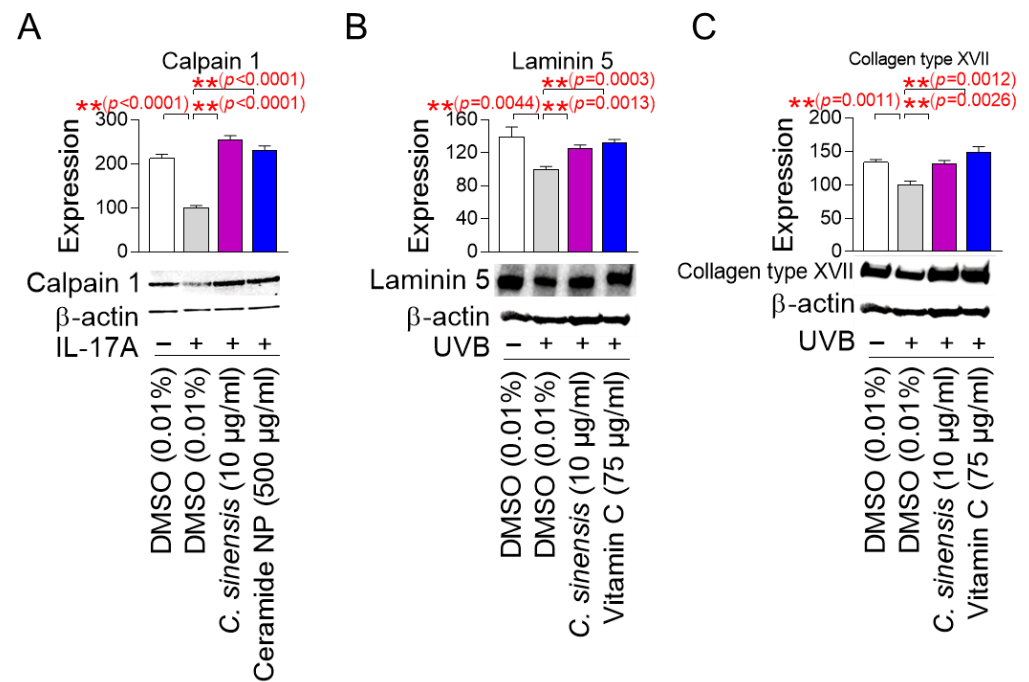 A
Calpain 1
**(p<0.0001)
**(p<0.0001) **(p<0.0001)
Expression
300
200
100
0
Calpain 1
β-actin
IL-17A − + + +
DMSO (0.01%)
DMSO (0.01%)
C. sinensis (10 µg/ml)
Ceramide NP (500 µg/ml)
B
Laminin 5
**(p=0.0003)
**(p=0.0044) **(p=0.0013)
Expression
160
120
80
40
0
Laminin 5
β-actin
UVB − + + +
DMSO (0.01%)
DMSO (0.01%)
C. sinensis (10 µg/ml)
Vitamin C (75 µg/ml)
C
Collagen type XVII
**(p=0.0012)
**(p=0.0011) **(p=0.0026)
Expression
200
150
100
50
0
Collagen type XVII
β-actin
UVB − + + +
DMSO (0.01%)
DMSO (0.01%)
C. sinensis (10 µg/ml)
Vitamin C (75 µg/ml)